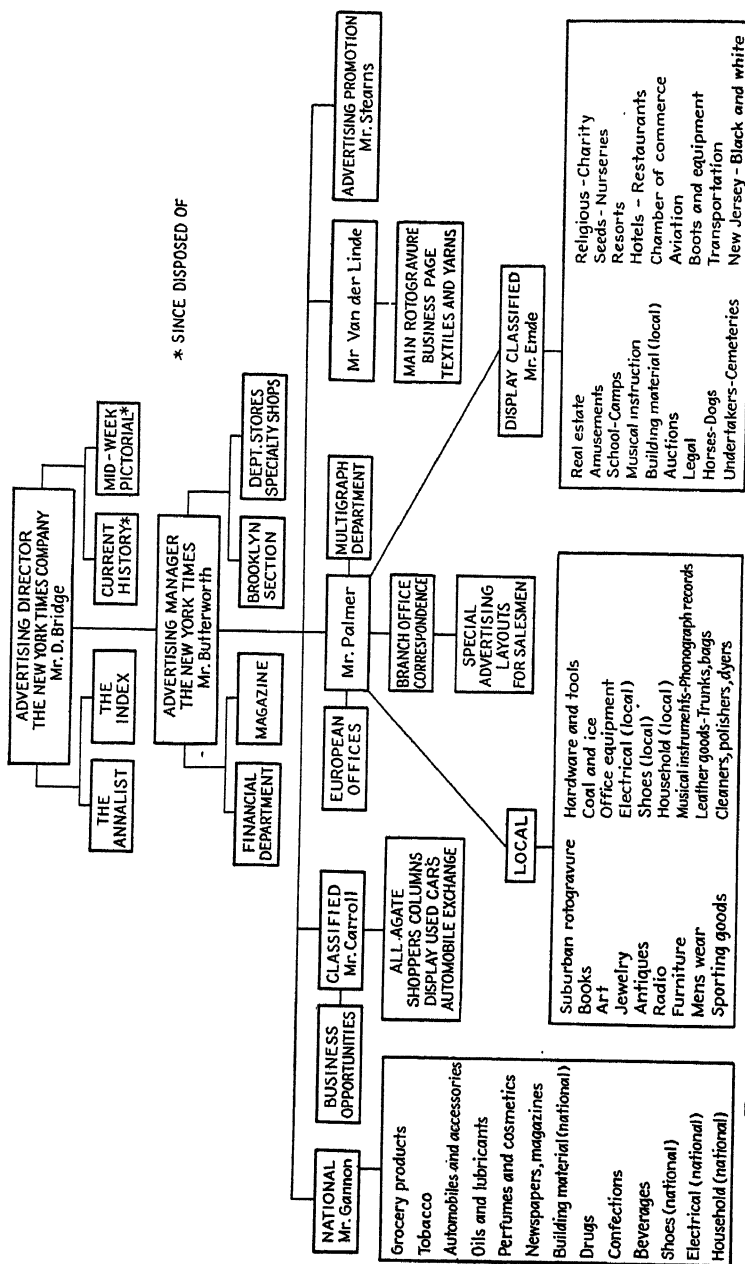 ADVERTISING DIRECTOR
THE NEW YORK TIMES COMPANY
Mr. D. Bridge
THE
ANNALIST
THE
INDEX
CURRENT
HISTORY*
MID-WEEK
PICTORIAL*
* SINCE DISPOSED OF
ADVERTISING MANAGER
THE NEW YORK TIMES
Mr. Butterworth
FINANCIAL
DEPARTMENT
MAGAZINE
BROOKLYN
SECTION
DEPT. STORES
SPECIALTY SHOPS
NATIONAL
Mr. Gannon
BUSINESS
OPPORTUNITIES
CLASSIFIED
Mr. Carroll
EUROPEAN
OFFICES
Mr. Palmer
MULTIGRAPH
DEPARTMENT
Mr Van der Linde
ADVERTISING PROMOTION
Mr. Stearns
Grocery products
Tobacco
Automobiles and accessories
Oils and lubricants
Perfumes and cosmetics
Newspapers, magazines
Building material (national)
Drugs
Confections
Beverages
Shoes (national)
Electrical (national)
Household (national)
ALL AGATE
SHOPPERS COLUMNS
DISPLAY USED CARS
AUTOMOBILE EXCHANGE
BRANCH OFFICE
CORRESPONDENCE
SPECIAL
ADVERTISING
LAYOUTS
FOR SALESMEN
MAIN ROTOGRAVURE
BUSINESS PAGE
TEXTILES AND YARNS
LOCAL
Suburban rotogravure
Books
Art
Jewelry
Antiques
Radio
Furniture
Mens wear
Sporting goods
Hardware and tools
Coal and ice
Office equipment
Electrical (local)
Shoes (local)
Household (local)
Musical instruments-Phonograph records
Leather goods-Trunks, bags
Cleaners, polishers, dyers
DISPLAY CLASSIFIED
Mr. Emde
Real estate
Amusements
School-Camps
Musical instruction
Building material (local)
Auctions
Legal
Horses-Dogs
Undertakers-Cemeteries
Religious - Charity
Seeds - Nurseries
Resorts
Hotels - Restaurants
Chamber of commerce
Aviation
Boots and equipment
Transportation
New Jersey - Black and white